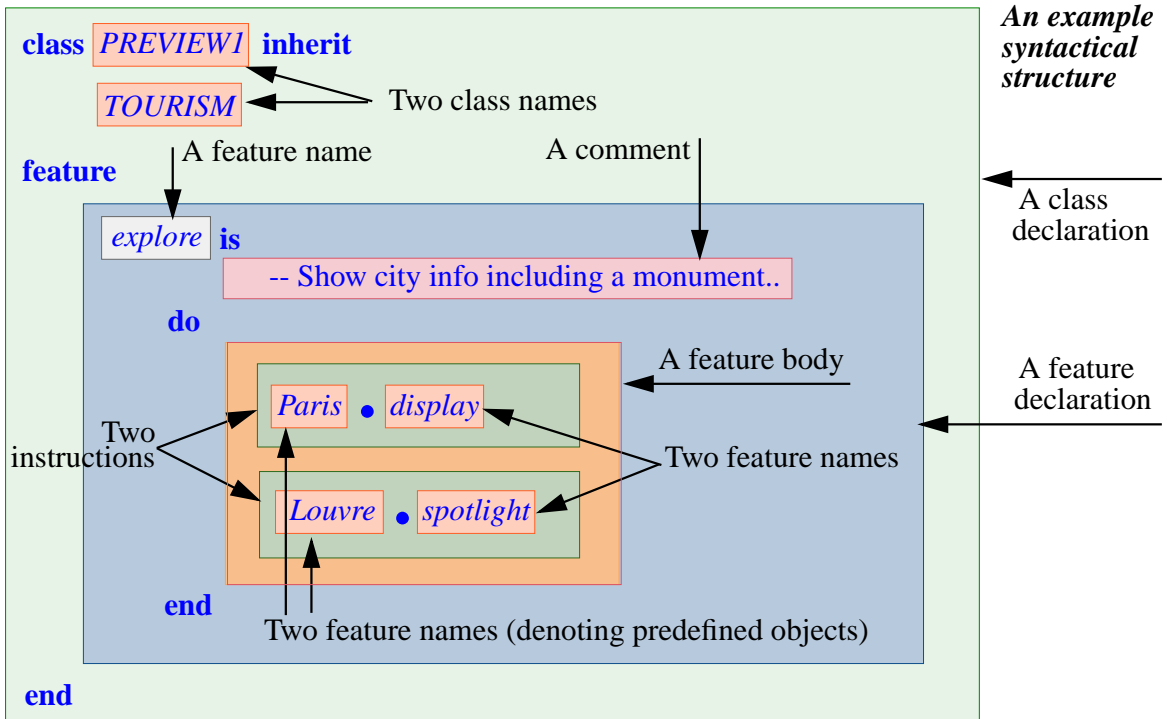 An example
syntactical
structure
class PREVIEW1 inherit
TOURISM
Two class names
A feature name
A comment
feature
A class
declaration
explore is
-- Show city info including a monument..
do
A feature body
A feature
declaration
Paris • display
Two
instructions
Two feature names
Louvre • spotlight
end
Two feature names (denoting predefined objects)
end